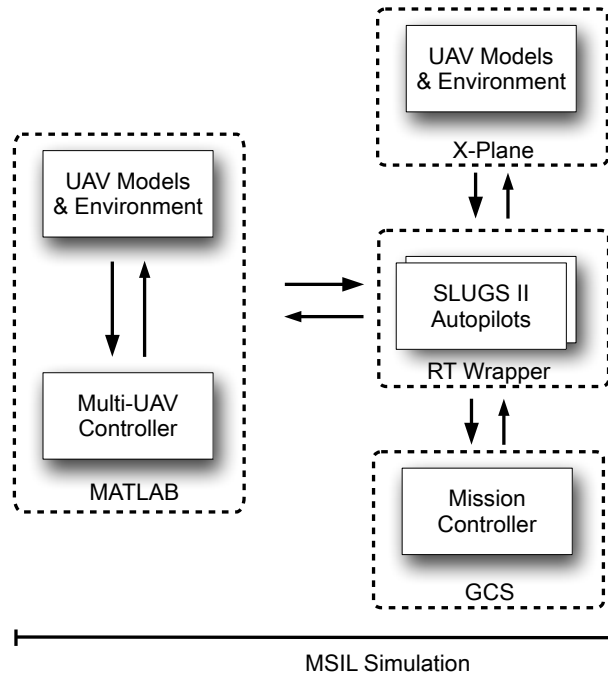 UAV Models
& Environment
Multi-UAV
Controller
MATLAB
UAV Models
& Environment
X-Plane
SLUGS II
Autopilots
RT Wrapper
Mission
Controller
GCS
MSIL Simulation